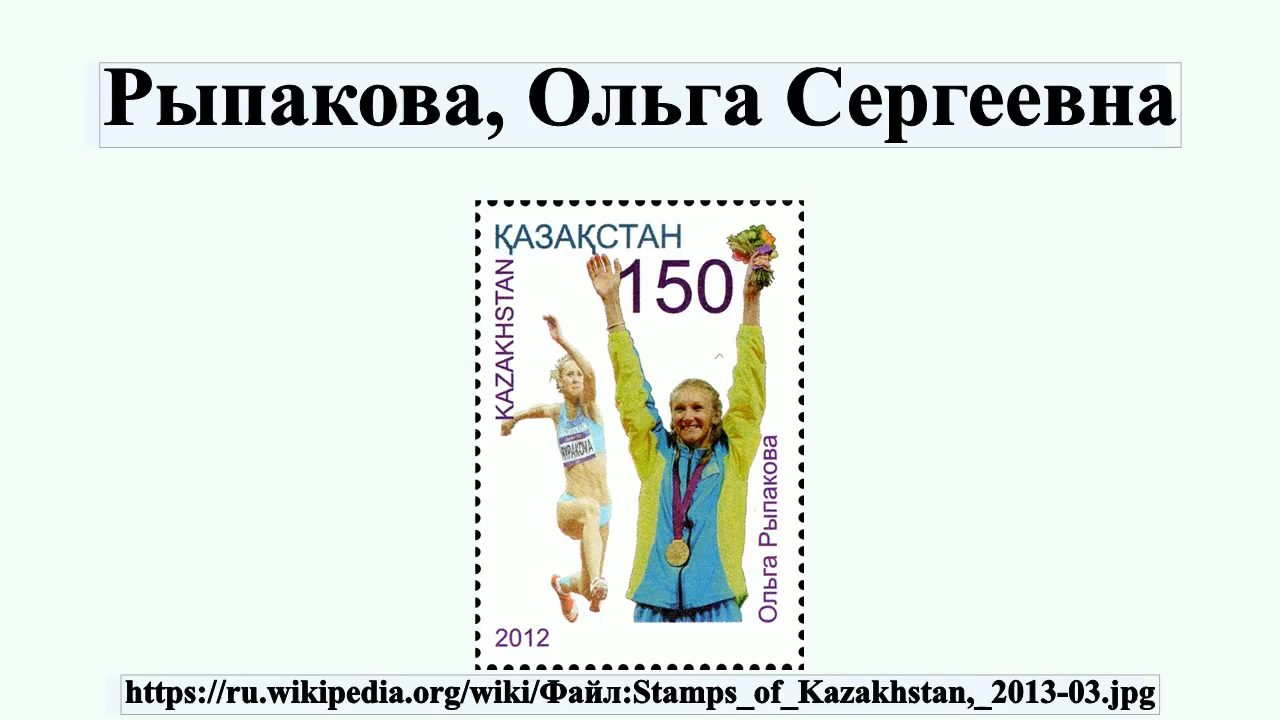 Рыпакова, Ольга Сергеевна
ҚАЗАҚСТАН
150
KAZAKHSTAN
RYPAKOVA
Ольга Рыпакова
2012
https://ru.wikipedia.org/wiki/Файл:Stamps_of_Kazakhstan,_2013-03.jpg